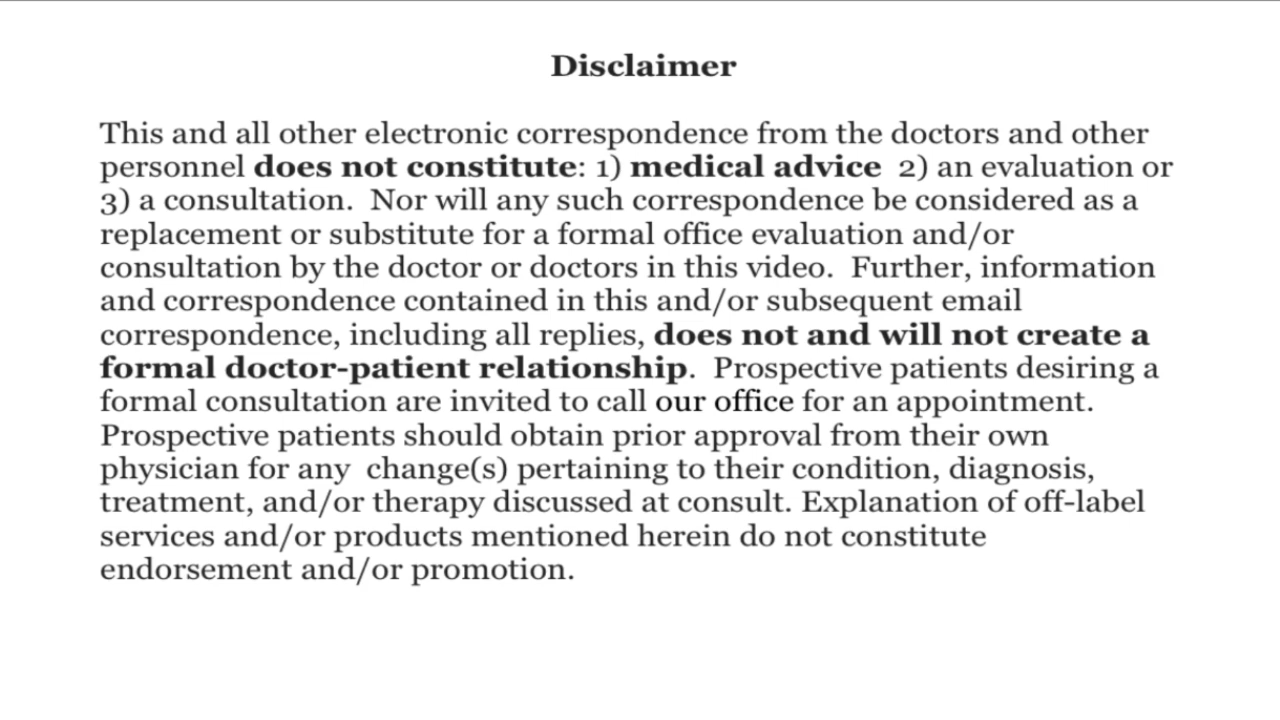 Disclaimer
This and all other electronic correspondence from the doctors and other
personnel does not constitute: 1) medical advice  2) an evaluation or
3) a consultation.  Nor will any such correspondence be considered as a
replacement or substitute for a formal office evaluation and/or
consultation by the doctor or doctors in this video.  Further, information
and correspondence contained in this and/or subsequent email
correspondence, including all replies, does not and will not create a
formal doctor-patient relationship.  Prospective patients desiring a
formal consultation are invited to call our office for an appointment.
Prospective patients should obtain prior approval from their own
physician for any  change(s) pertaining to their condition, diagnosis,
treatment, and/or therapy discussed at consult. Explanation of off-label
services and/or products mentioned herein do not constitute
endorsement and/or promotion.